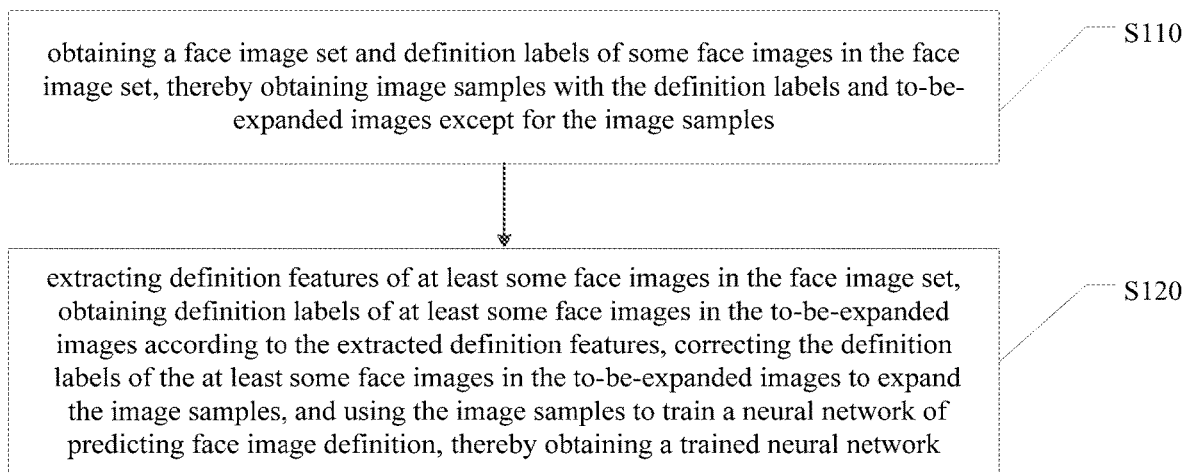 obtaining a face image set and definition labels of some face images in the face
image set, thereby obtaining image samples with the definition labels and to-be-
expanded images except for the image samples
S110
extracting definition features of at least some face images in the face image set,
obtaining definition labels of at least some face images in the to-be-expanded
images according to the extracted definition features, correcting the definition
labels of the at least some face images in the to-be-expanded images to expand
the image samples, and using the image samples to train a neural network of
predicting face image definition, thereby obtaining a trained neural network
S120